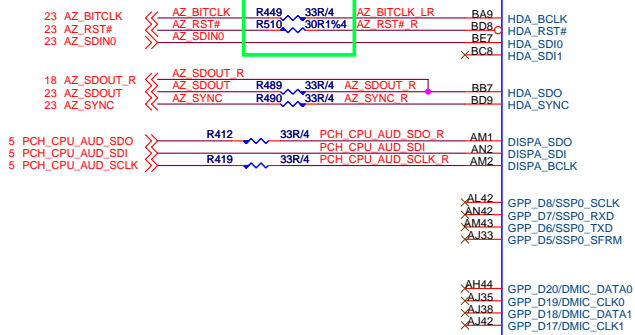 23 AZ_BITCLK AZ_BITCLK R449 33R/4 AZ_BITCLK_LR BA9 HDA_BCLK
23 AZ_RST# AZ_RST# R510 30R1%4 AZ_RST#_R BD8 HDA_RST#
23 AZ_SDIN0 AZ_SDIN0 BE7 HDA_SDI0
BC8 HDA_SDI1
18 AZ_SDOUT_R AZ_SDOUT_R
23 AZ_SDOUT AZ_SDOUT R489 33R/4 AZ_SDOUT_R BB7 HDA_SDO
23 AZ_SYNC AZ_SYNC R490 33R/4 AZ_SYNC_R BD9 HDA_SYNC
5 PCH_CPU_AUD_SDO R412 33R/4 PCH_CPU_AUD_SDO_R AM1 DISPA_SDO
5 PCH_CPU_AUD_SDI PCH_CPU_AUD_SDI AN2 DISPA_SDI
5 PCH_CPU_AUD_SCLK R419 33R/4 PCH_CPU_AUD_SCLK_R AM2 DISPA_BCLK
AL42 GPP_D8/SSP0_SCLK
AN42 GPP_D7/SSP0_RXD
AM43 GPP_D6/SSP0_TXD
AJ33 GPP_D5/SSP0_SFRM
AH44 GPP_D20/DMIC_DATA0
AJ35 GPP_D19/DMIC_CLK0
AJ38 GPP_D18/DMIC_DATA1
AJ42 GPP_D17/DMIC_CLK1